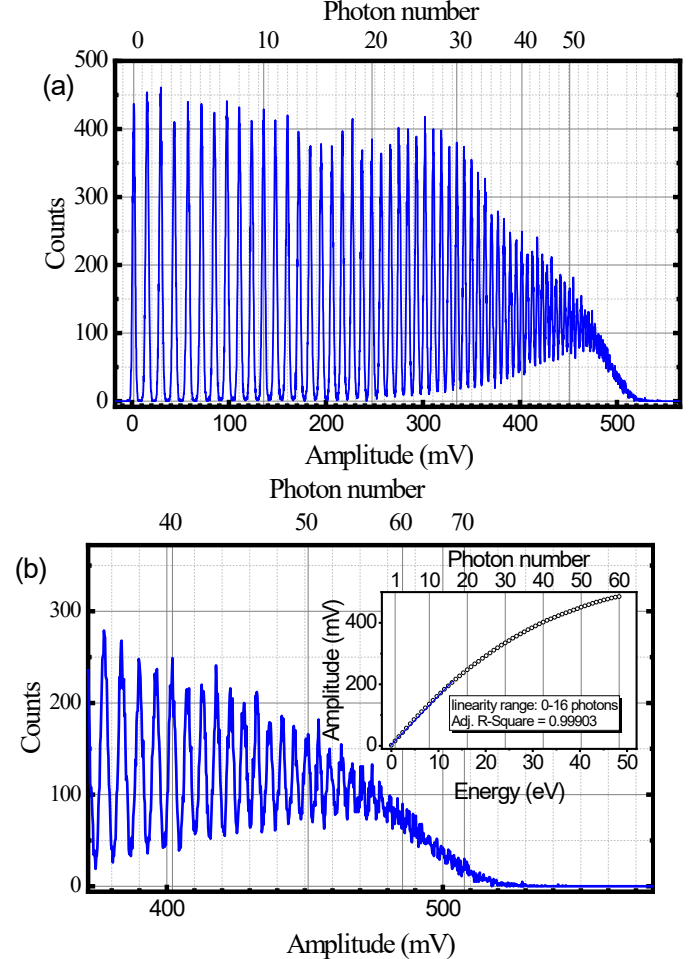 Photon number
0 10 20 30 40 50
(a)
500
400
300
200
100
0
Counts
0 100 200 300 400 500
Amplitude (mV)
Photon number
40 50 60 70
(b)
300
200
100
0
Counts
Photon number
1 10 20 30 40 50 60
400
200
0
Amplitude (mV)
linearity range: 0-16 photons
Adj. R-Square = 0.99903
0 10 20 30 40 50
Energy (eV)
400 500
Amplitude (mV)